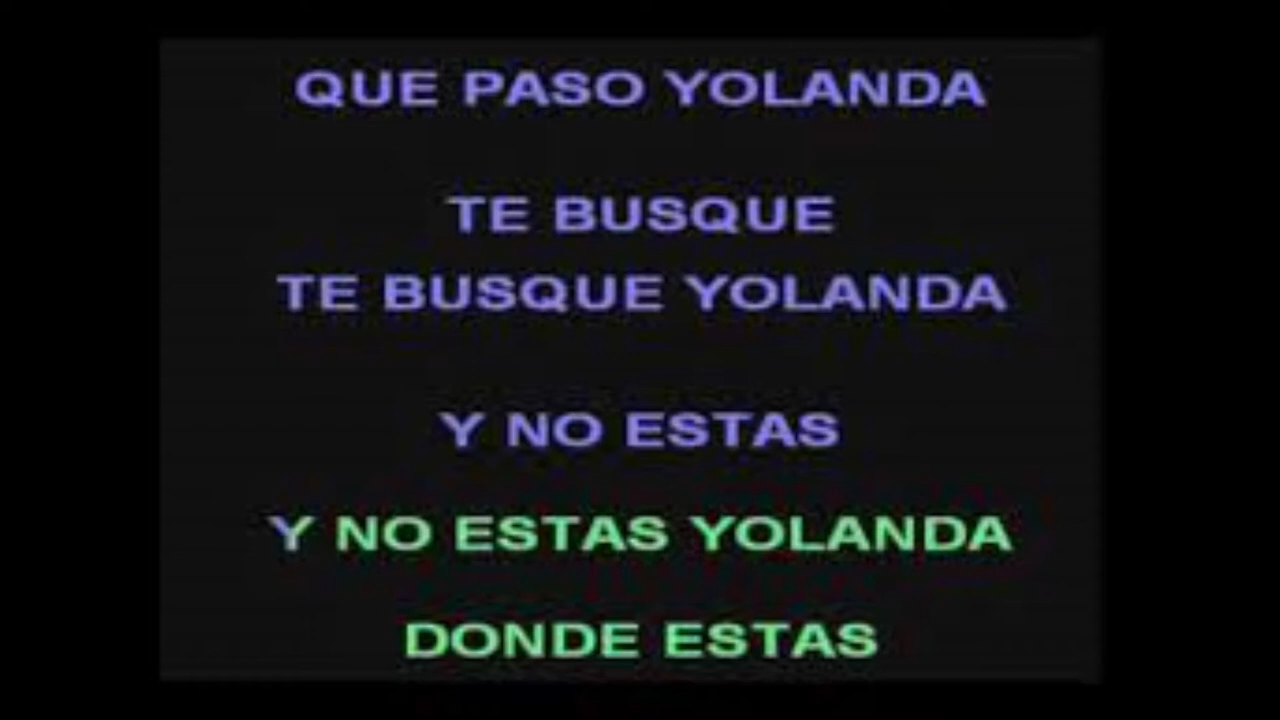 QUE PASO YOLANDA
TE BUSQUE
TE BUSQUE YOLANDA
Y NO ESTAS
Y NO ESTAS YOLANDA
DONDE ESTAS